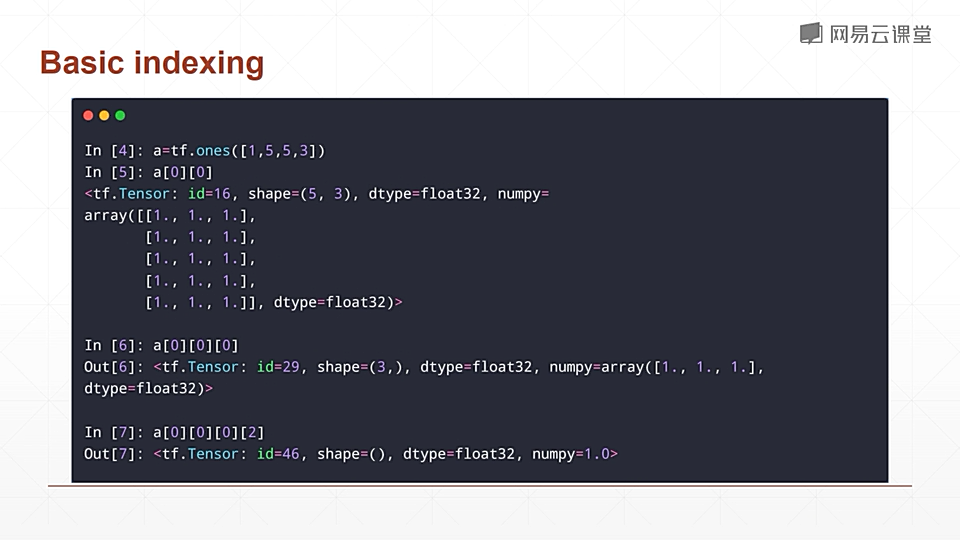 网易云课堂
Basic indexing
In [4]: a=tf.ones([1,5,5,3])
In [5]: a[0][0]
<tf.Tensor: id=16, shape=(5, 3), dtype=float32, numpy=
array([[1., 1., 1.],
       [1., 1., 1.],
       [1., 1., 1.],
       [1., 1., 1.],
       [1., 1., 1.]], dtype=float32)>
In [6]: a[0][0][0]
Out[6]: <tf.Tensor: id=29, shape=(3,), dtype=float32, numpy=array([1., 1., 1.],
dtype=float32)>
In [7]: a[0][0][0][2]
Out[7]: <tf.Tensor: id=46, shape=(), dtype=float32, numpy=1.0>